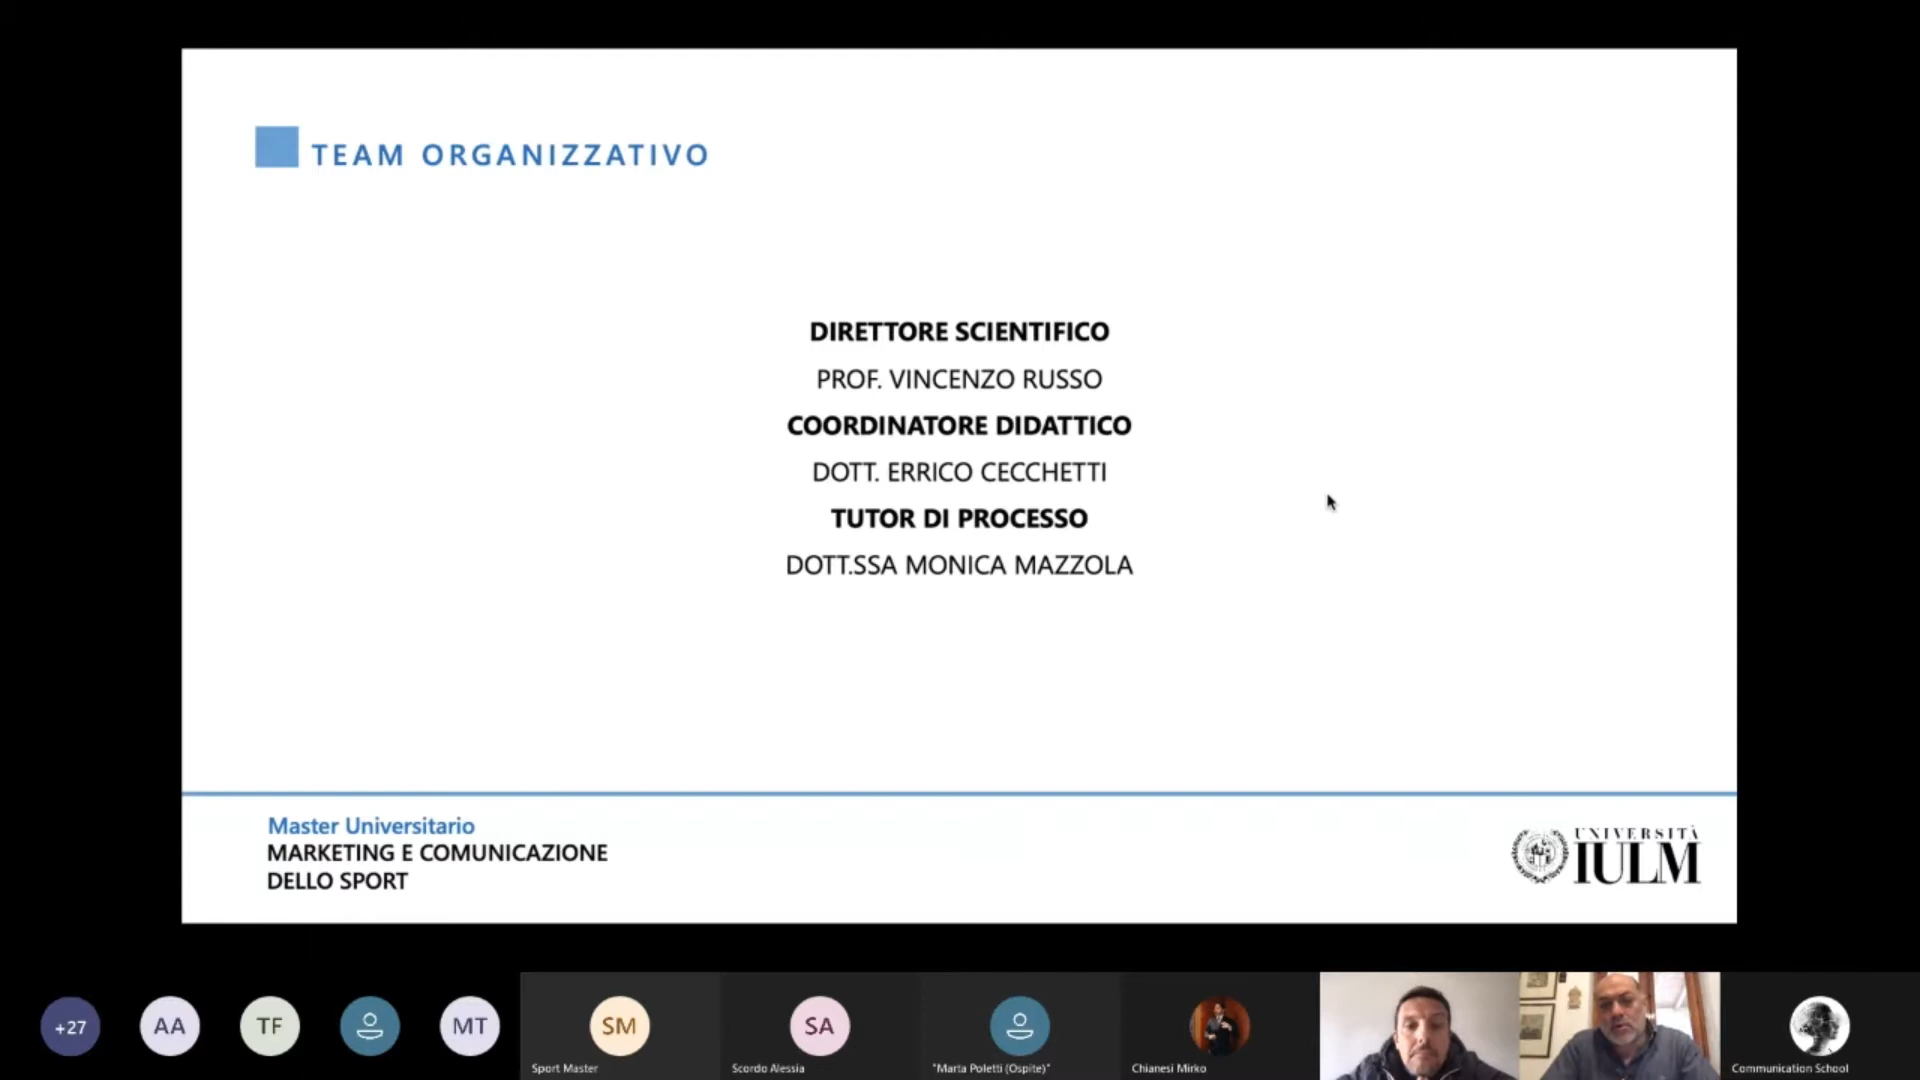 TEAM ORGANIZZATIVO
DIRETTORE SCIENTIFICO
PROF. VINCENZO RUSSO
COORDINATORE DIDATTICO
DOTT. ERRICO CECCHETTI
TUTOR DI PROCESSO
DOTT.SSA MONICA MAZZOLA
Master Universitario
MARKETING E COMUNICAZIONE
DELLO SPORT
UNIVERSITÀ
IULM
+27
AA
TF
MT
SM
Sport Master
SA
Scordo Alessia
"Marta Poletti (Ospite)"
Chianesi Mirko
Communication School